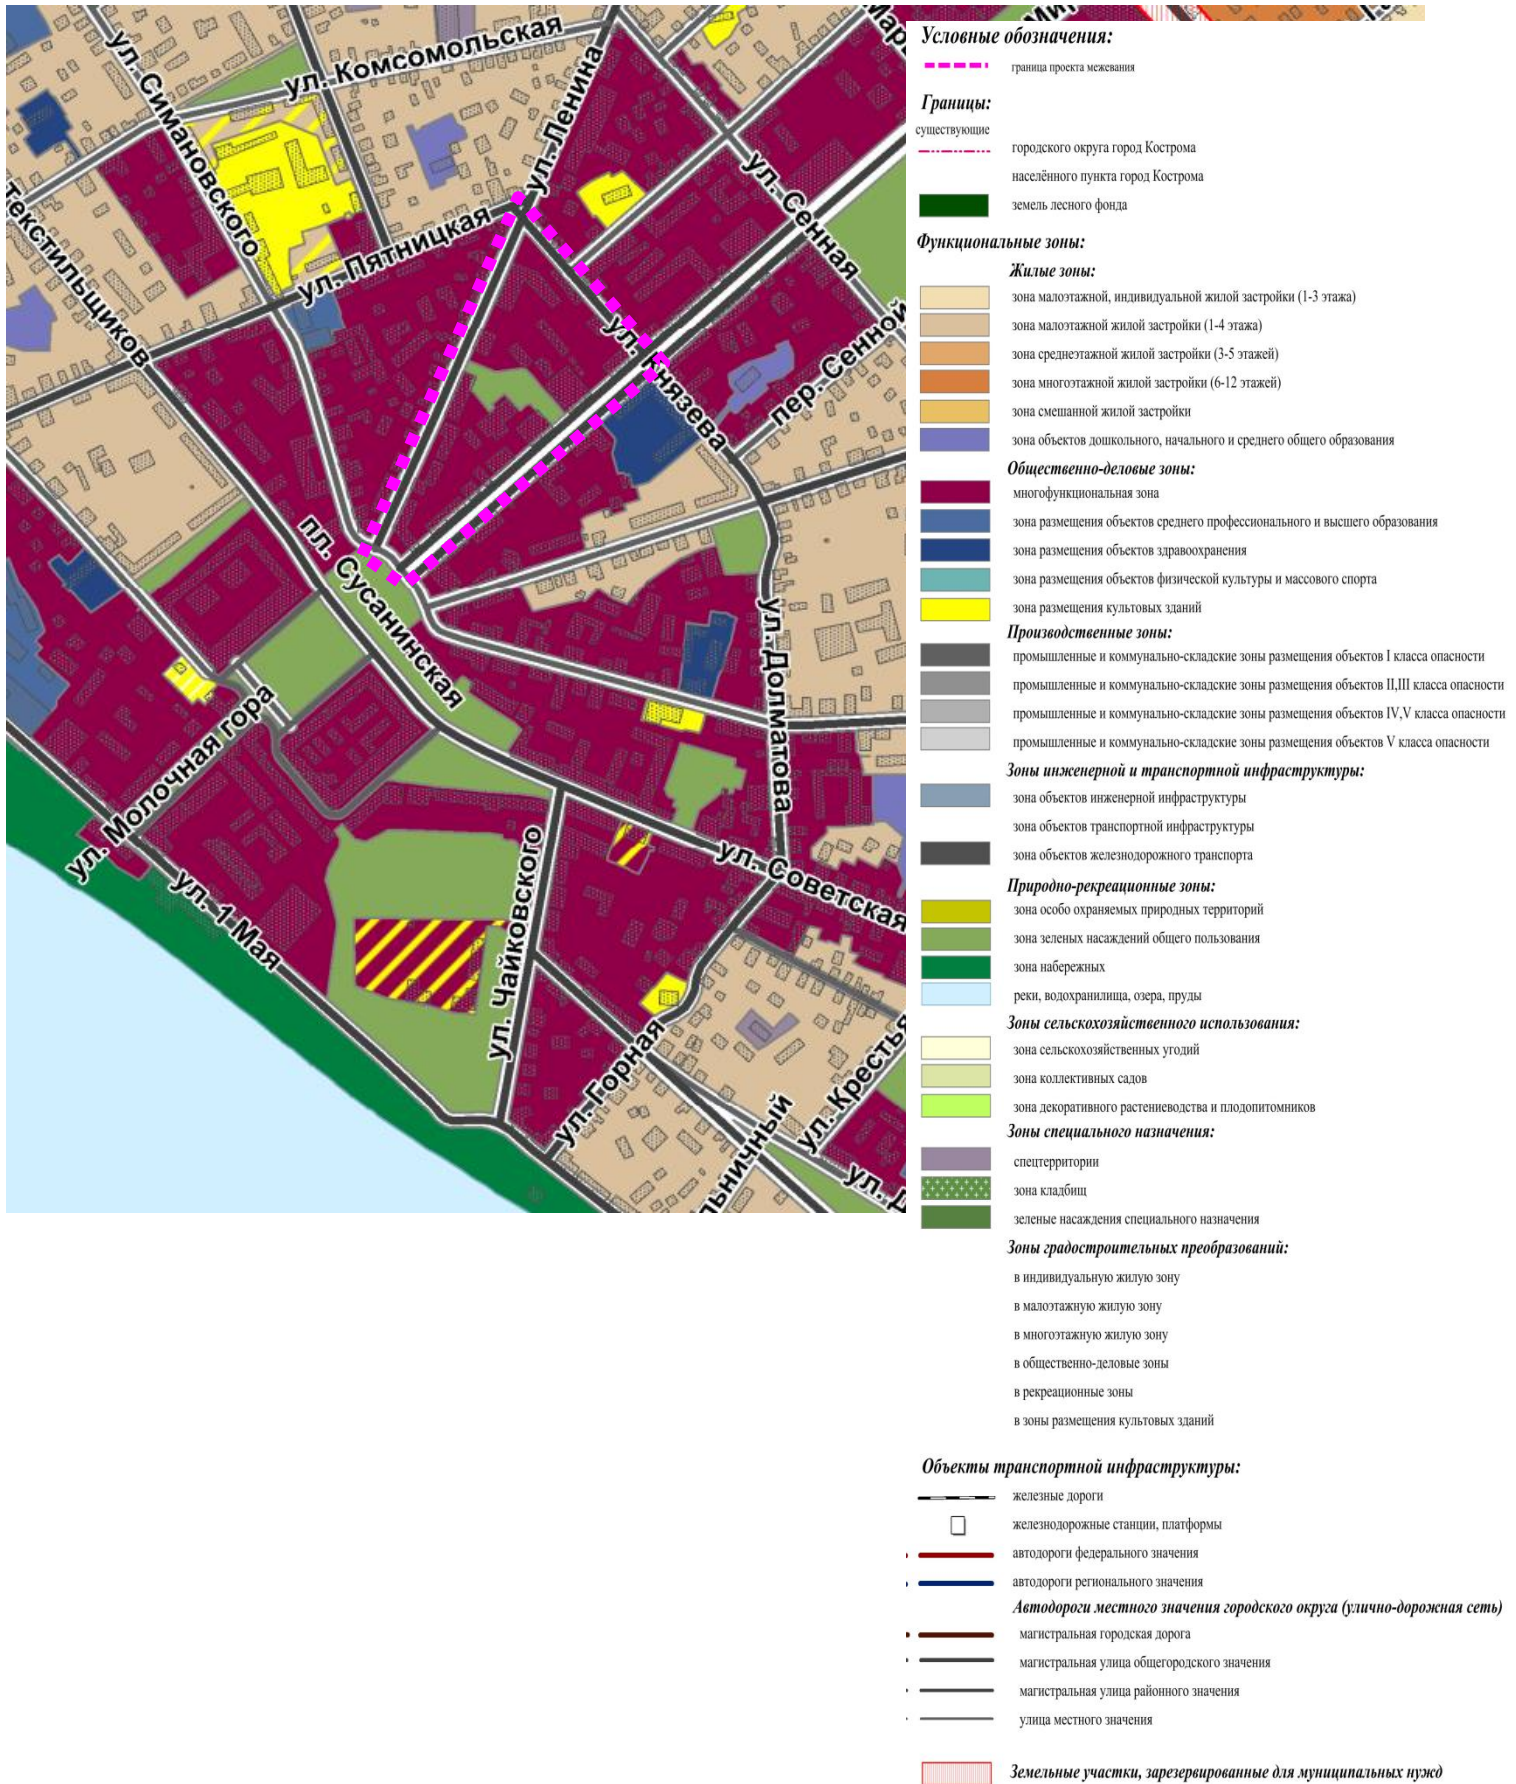 ул. Комсомольская
ул. Симановского
ул. Ленина
ул. Сенная
ул. Пятницкая
Текстильщиков
ул. Князева
пер. Сенной
пл. Сусанинская
ул. Долматова
ул. Молочная гора
ул. 1 Мая
ул. Чайковского
ул. Советская
ул. Горная
ул. Крестья
льничный
ул. Д
Условные обозначения:
граница проекта межевания
Границы:
существующие
городского округа город Кострома
населённого пункта город Кострома
земель лесного фонда
Функциональные зоны:
Жилые зоны:
зона малоэтажной, индивидуальной жилой застройки (1-3 этажа)
зона малоэтажной жилой застройки (1-4 этажа)
зона среднеэтажной жилой застройки (3-5 этажей)
зона многоэтажной жилой застройки (6-12 этажей)
зона смешанной жилой застройки
зона объектов дошкольного, начального и среднего общего образования
Общественно-деловые зоны:
многофункциональная зона
зона размещения объектов среднего профессионального и высшего образования
зона размещения объектов здравоохранения
зона размещения объектов физической культуры и массового спорта
зона размещения культовых зданий
Производственные зоны:
промышленные и коммунально-складские зоны размещения объектов I класса опасности
промышленные и коммунально-складские зоны размещения объектов II,III класса опасности
промышленные и коммунально-складские зоны размещения объектов IV,V класса опасности
промышленные и коммунально-складские зоны размещения объектов V класса опасности
Зоны инженерной и транспортной инфраструктуры:
зона объектов инженерной инфраструктуры
зона объектов транспортной инфраструктуры
зона объектов железнодорожного транспорта
Природно-рекреационные зоны:
зона особо охраняемых природных территорий
зона зеленых насаждений общего пользования
зона набережных
реки, водохранилища, озера, пруды
Зоны сельскохозяйственного использования:
зона сельскохозяйственных угодий
зона коллективных садов
зона декоративного растениеводства и плодопитомников
Зоны специального назначения:
спецтерритории
зона кладбищ
зеленые насаждения специального назначения
Зоны градостроительных преобразований:
в индивидуальную жилую зону
в малоэтажную жилую зону
в многоэтажную жилую зону
в общественно-деловые зоны
в рекреационные зоны
в зоны размещения культовых зданий
Объекты транспортной инфраструктуры:
железные дороги
железнодорожные станции, платформы
автодороги федерального значения
автодороги регионального значения
Автодороги местного значения городского округа (улично-дорожная сеть)
магистральная городская дорога
магистральная улица общегородского значения
магистральная улица районного значения
улица местного значения
Земельные участки, зарезервированные для муниципальных нужд